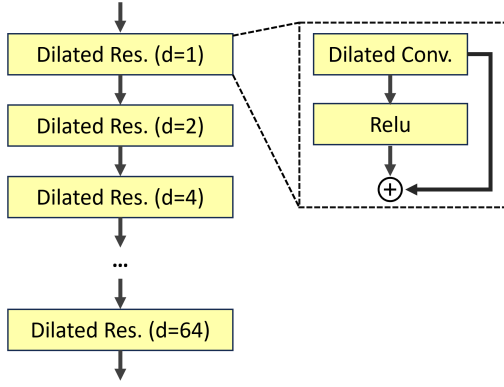 Dilated Res. (d=1)
Dilated Res. (d=2)
Dilated Res. (d=4)
...
Dilated Res. (d=64)
Dilated Conv.
Relu
+